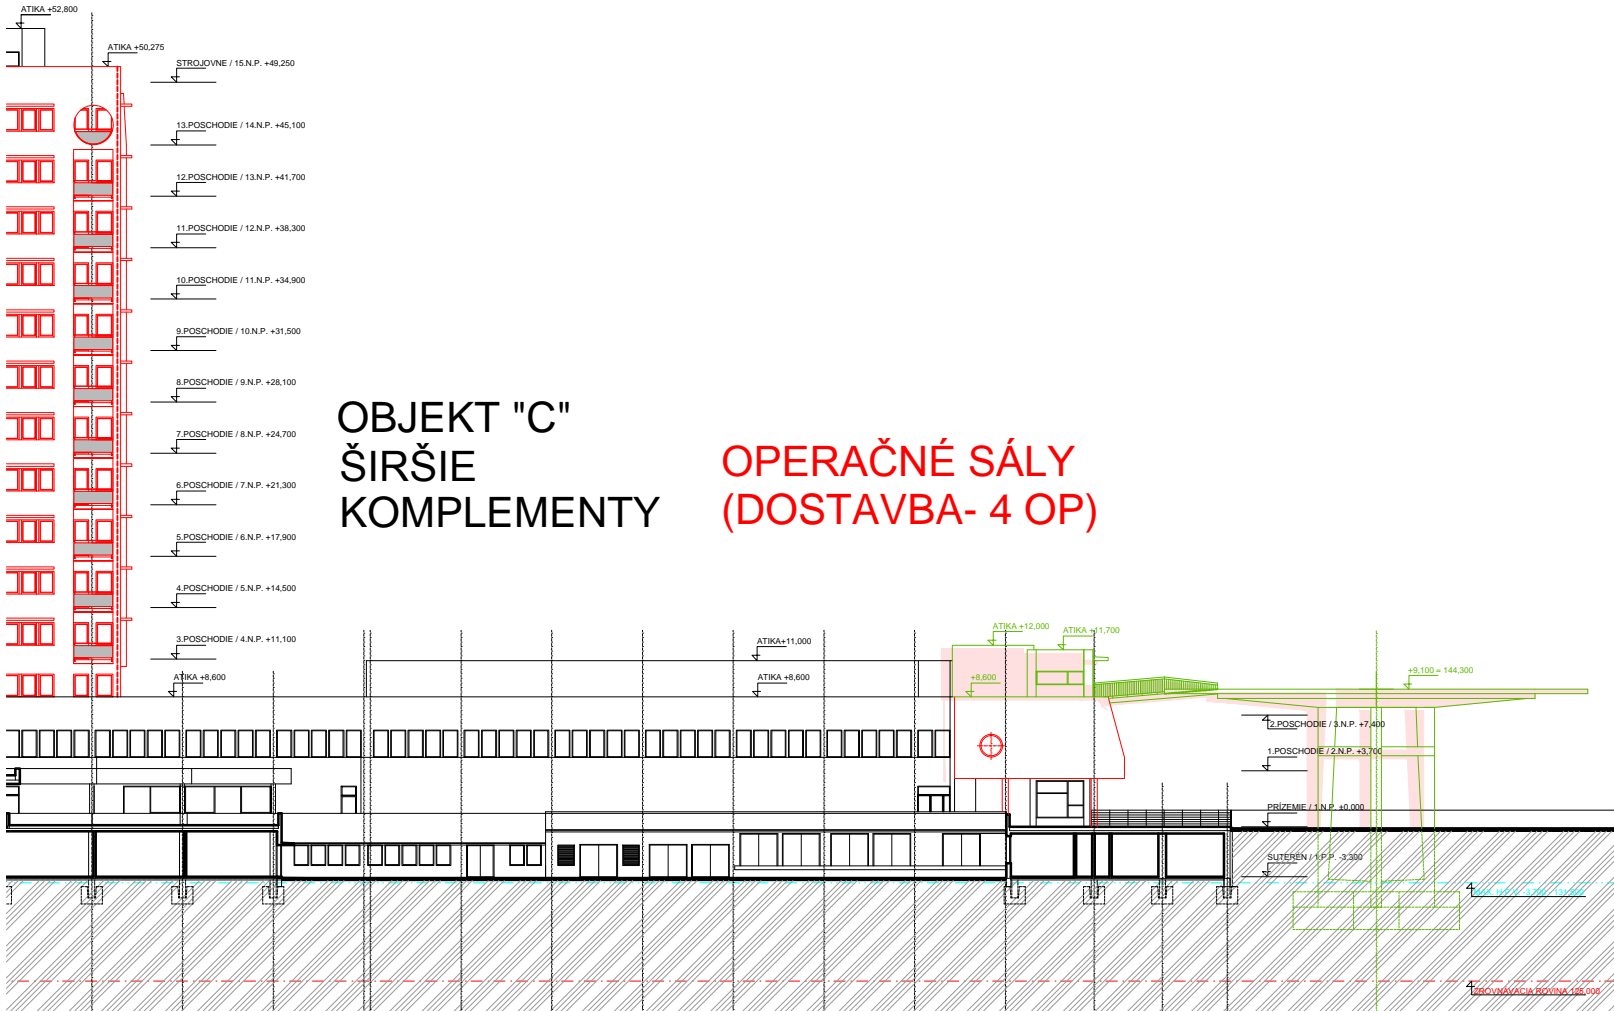 ATIKA +52,800
ATIKA +50,275
STROJOVNE / 15.N.P. +49,250
13.POSCHODIE / 14.N.P. +45,100
12.POSCHODIE / 13.N.P. +41,700
11.POSCHODIE / 12.N.P. +38,300
10.POSCHODIE / 11.N.P. +34,900
9.POSCHODIE / 10.N.P. +31,500
8.POSCHODIE / 9.N.P. +28,100
7.POSCHODIE / 8.N.P. +24,700
6.POSCHODIE / 7.N.P. +21,300
5.POSCHODIE / 6.N.P. +17,900
4.POSCHODIE / 5.N.P. +14,500
3.POSCHODIE / 4.N.P. +11,100
ATIKA +8,600
OBJEKT "C"
ŠIRŠIE
KOMPLEMENTY
OPERAČNÉ SÁLY
(DOSTAVBA- 4 OP)
ATIKA+11,000
ATIKA +8,600
ATIKA +12,000
ATIKA +11,700
+8,600
+9,100 = 144,300
2.POSCHODIE / 3.N.P. +7,400
1.POSCHODIE / 2.N.P. +3,700
PRÍZEMIE / 1.N.P. ±0,000
SUTERÉN / 1.P.P. -3,300
ZROVNÁVACIA ROVINA 125,000